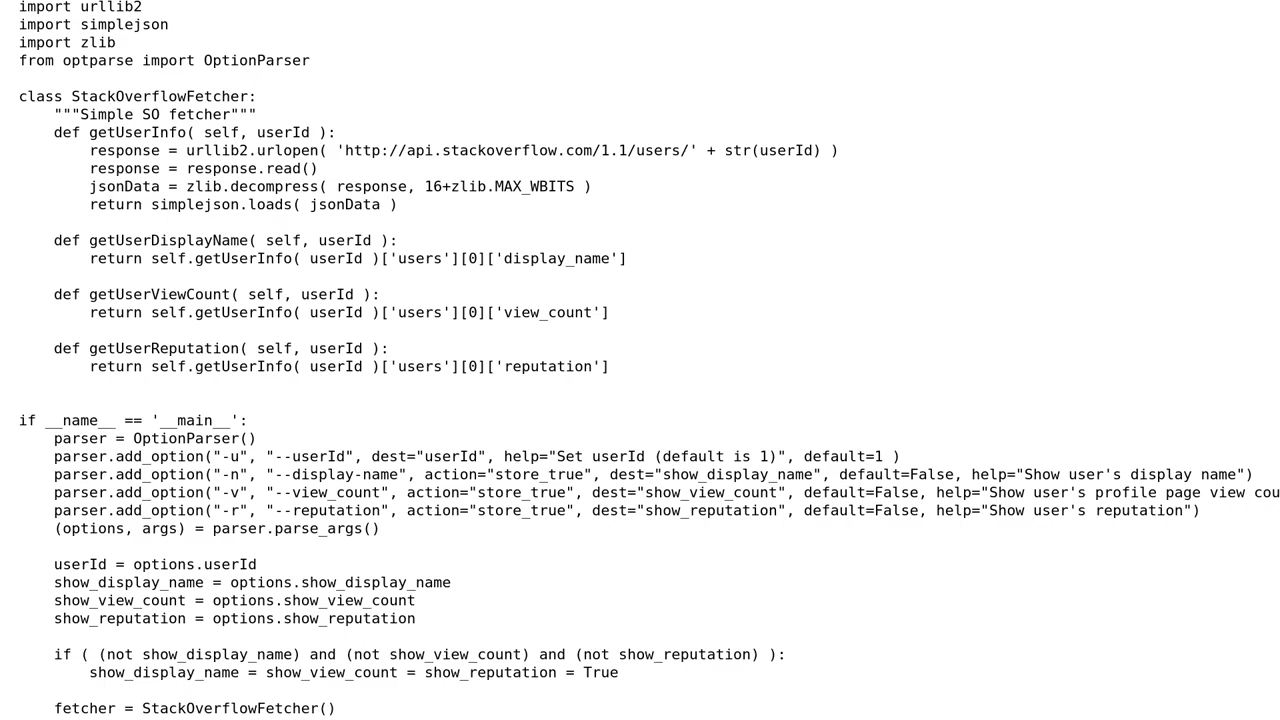 import urllib2
import simplejson
import zlib
from optparse import OptionParser

class StackOverflowFetcher:
    """Simple SO fetcher"""
    def getUserInfo( self, userId ):
        response = urllib2.urlopen( 'http://api.stackoverflow.com/1.1/users/' + str(userId) )
        response = response.read()
        jsonData = zlib.decompress( response, 16+zlib.MAX_WBITS )
        return simplejson.loads( jsonData )

    def getUserDisplayName( self, userId ):
        return self.getUserInfo( userId )['users'][0]['display_name']

    def getUserViewCount( self, userId ):
        return self.getUserInfo( userId )['users'][0]['view_count']

    def getUserReputation( self, userId ):
        return self.getUserInfo( userId )['users'][0]['reputation']


if __name__ == '__main__':
    parser = OptionParser()
    parser.add_option("-u", "--userId", dest="userId", help="Set userId (default is 1)", default=1 )
    parser.add_option("-n", "--display-name", action="store_true", dest="show_display_name", default=False, help="Show user's display name")
    parser.add_option("-v", "--view_count", action="store_true", dest="show_view_count", default=False, help="Show user's profile page view cou
    parser.add_option("-r", "--reputation", action="store_true", dest="show_reputation", default=False, help="Show user's reputation")
    (options, args) = parser.parse_args()

    userId = options.userId
    show_display_name = options.show_display_name
    show_view_count = options.show_view_count
    show_reputation = options.show_reputation

    if ( (not show_display_name) and (not show_view_count) and (not show_reputation) ):
        show_display_name = show_view_count = show_reputation = True

    fetcher = StackOverflowFetcher()